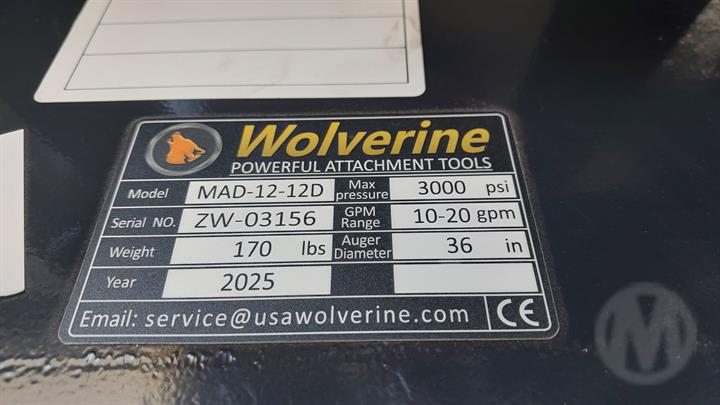 Wolverine
POWERFUL ATTACHMENT TOOLS
Model MAD-12-12D Max pressure 3000 psi
Serial NO. ZW-03156 GPM Range 10-20 gpm
Weight 170 lbs Auger Diameter 36 in
Year 2025
Email: service@usawolverine.com CE
M